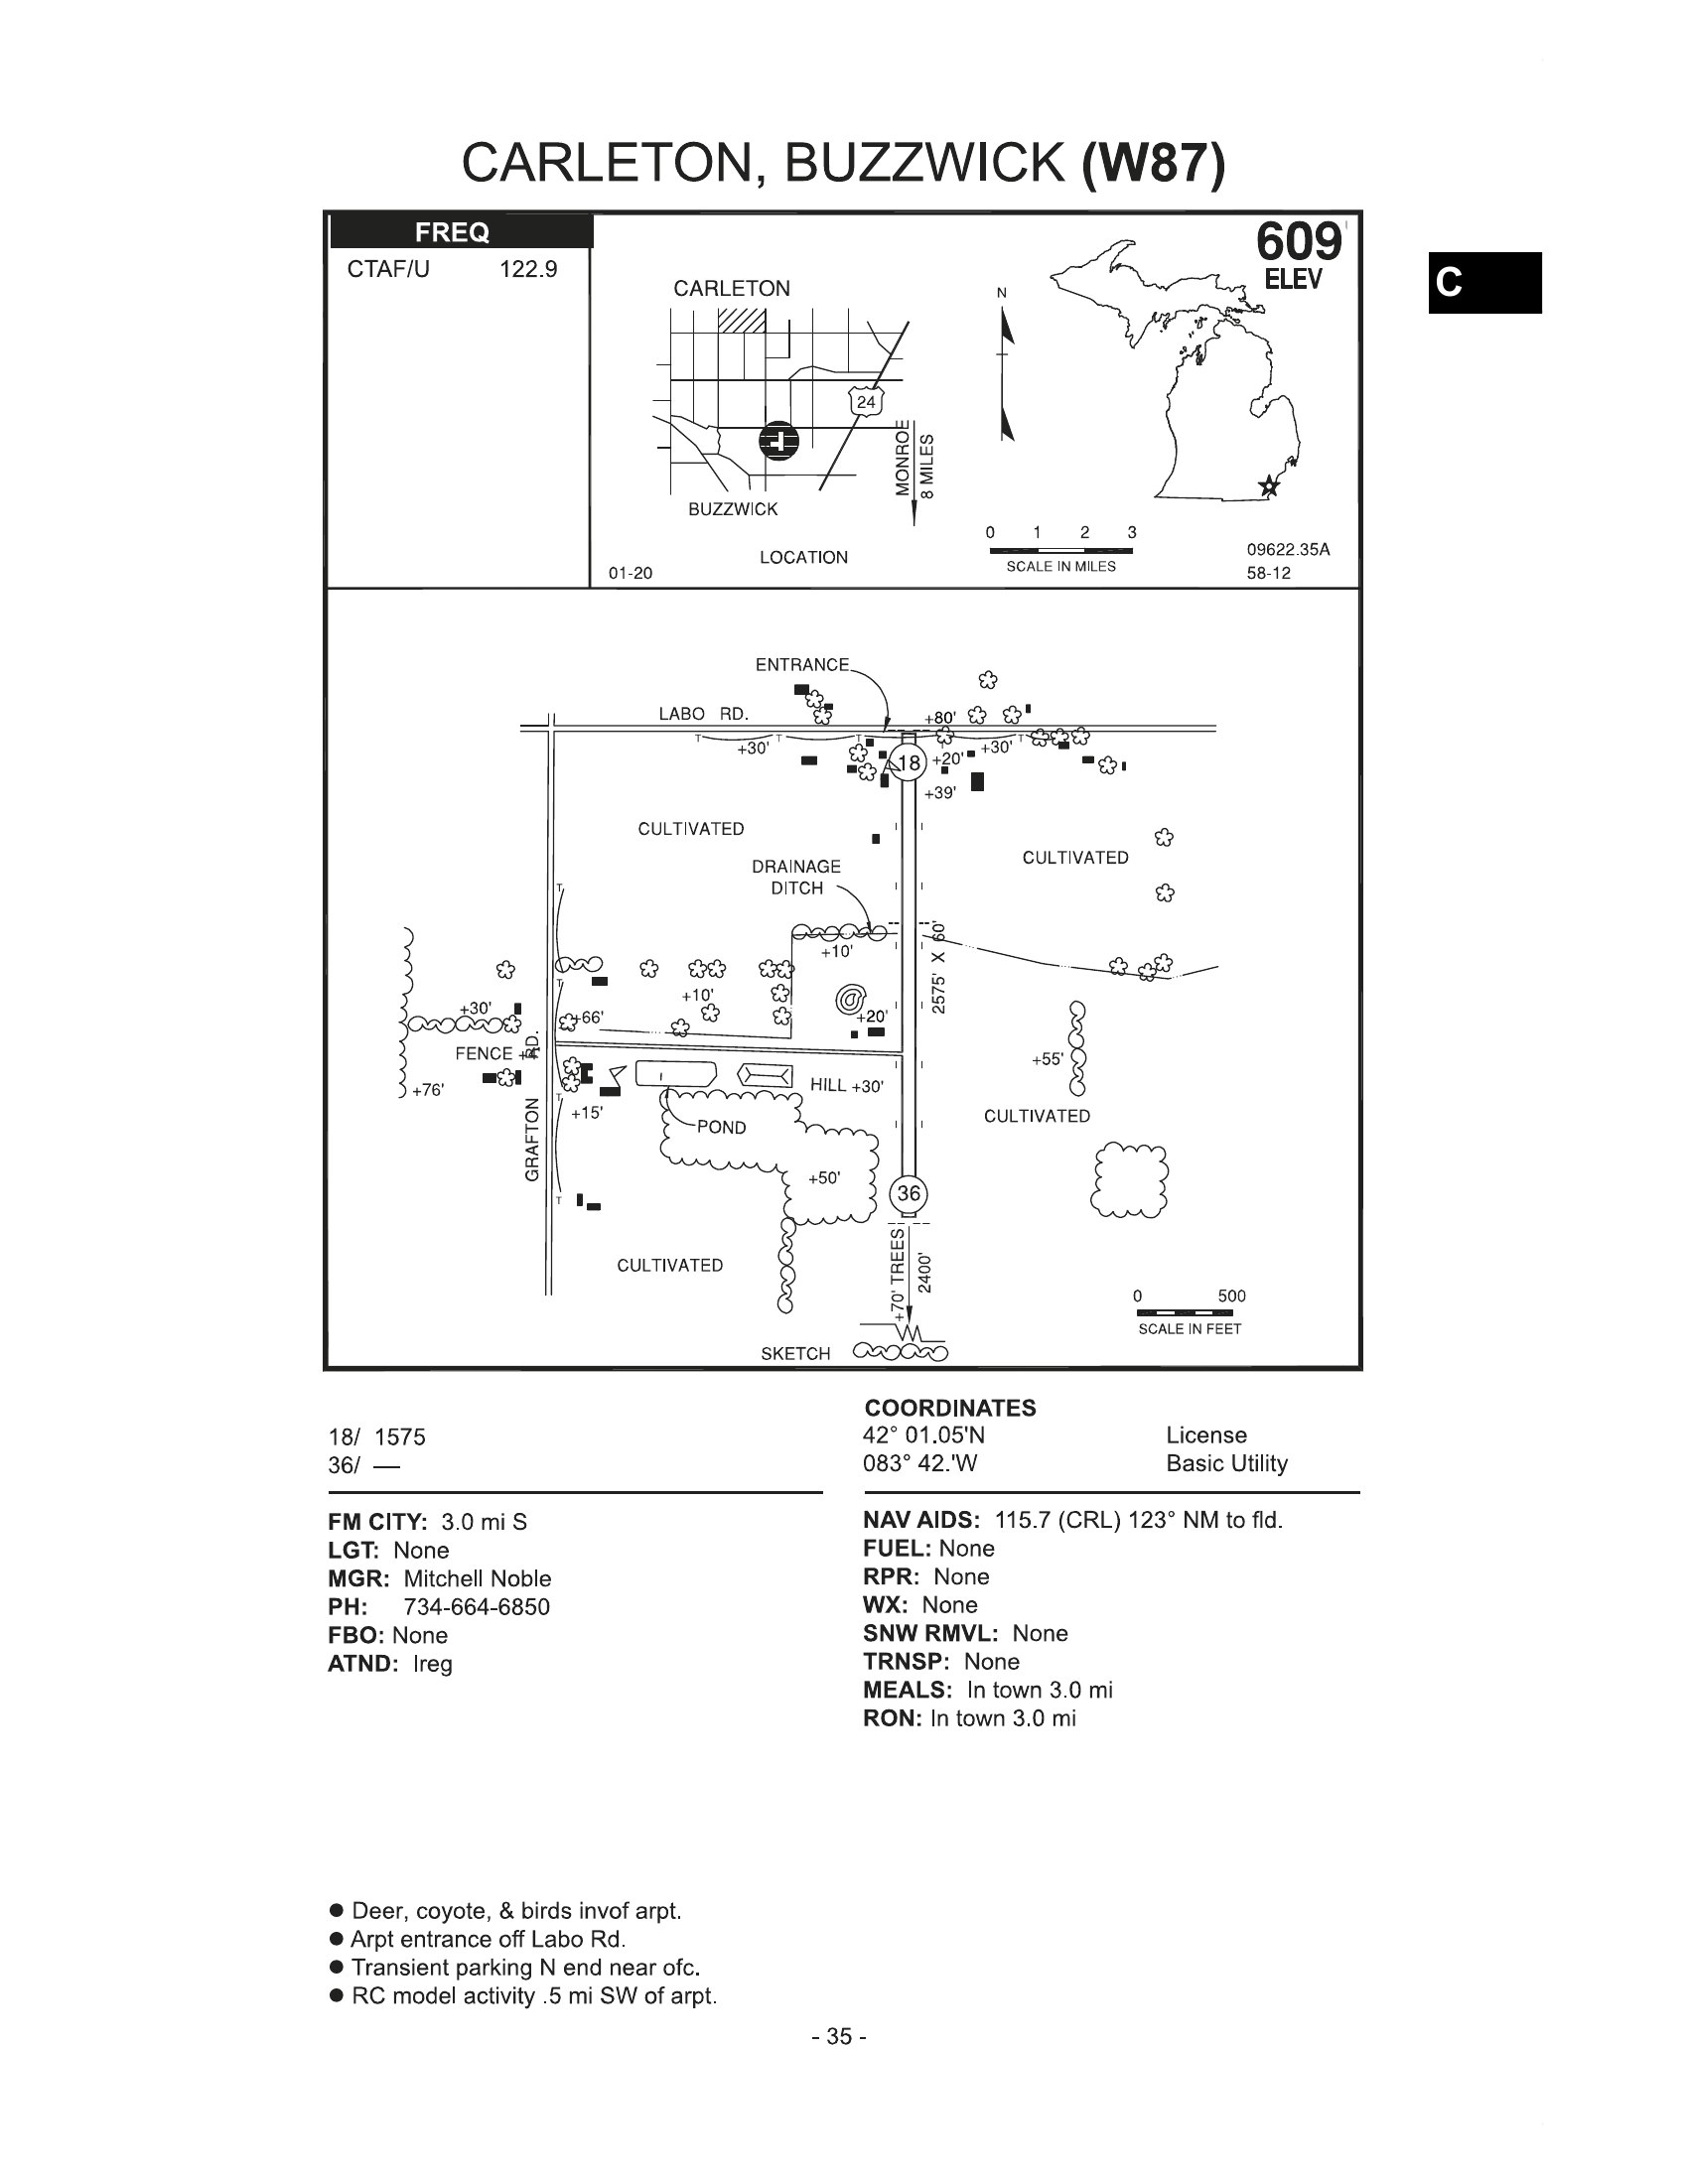 CARLETON, BUZZWICK (W87)
FREQ
CTAF/U 122.9
609
ELEV
C
CARLETON
N
24
MONROE
8 MILES
BUZZWICK
LOCATION
01-20
0 1 2 3
SCALE IN MILES
09622.35A
58-12
ENTRANCE
LABO RD.
+80'
+30'
+30'
18
+20'
+39'
CULTIVATED
CULTIVATED
DRAINAGE
DITCH
+10'
2575' X 60'
+10'
+30'
+66'
+20'
FENCE +4'
GRAFTON RD.
+55'
+76'
HILL +30'
+15'
POND
CULTIVATED
+50'
36
CULTIVATED
+70' TREES
2400'
0 500
SCALE IN FEET
SKETCH
18/ 1575
36/ —
COORDINATES
42° 01.05'N License
083° 42.'W Basic Utility
FM CITY: 3.0 mi S
LGT: None
MGR: Mitchell Noble
PH: 734-664-6850
FBO: None
ATND: Ireg
NAV AIDS: 115.7 (CRL) 123° NM to fld.
FUEL: None
RPR: None
WX: None
SNW RMVL: None
TRNSP: None
MEALS: In town 3.0 mi
RON: In town 3.0 mi
● Deer, coyote, & birds invof arpt.
● Arpt entrance off Labo Rd.
● Transient parking N end near ofc.
● RC model activity .5 mi SW of arpt.
- 35 -